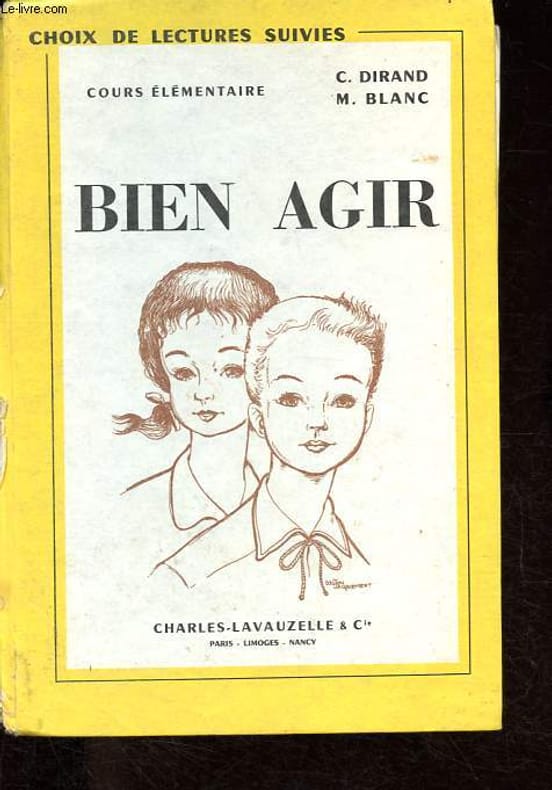 Le-livre.com
CHOIX DE LECTURES SUIVIES
COURS ÉLÉMENTAIRE
C. DIRAND
M. BLANC
BIEN AGIR
JACQUEMONT
CHARLES-LAVAUZELLE & Cie
PARIS - LIMOGES - NANCY